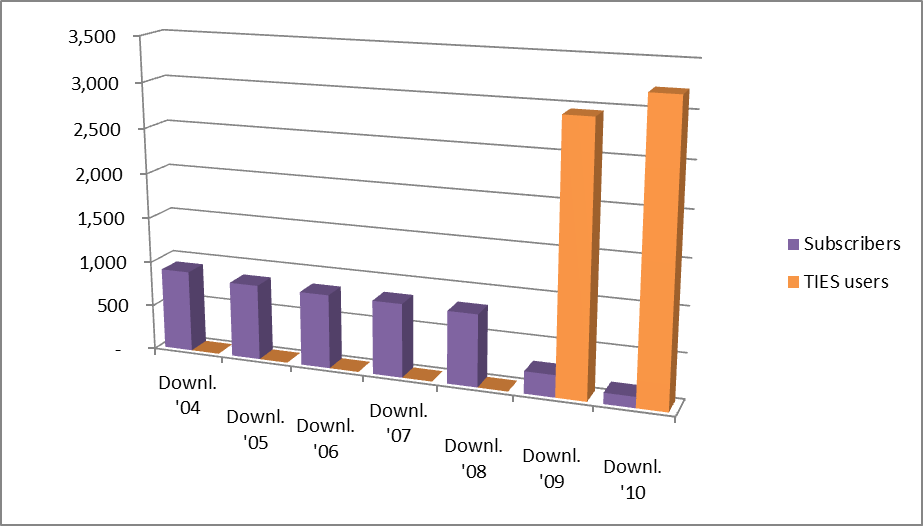 3,500
3,000
2,500
2,000
1,500
1,000
500
-
Subscribers
TIES users
Downl.
'04
Downl.
'05
Downl.
'06
Downl.
'07
Downl.
'08
Downl.
'09
Downl.
'10